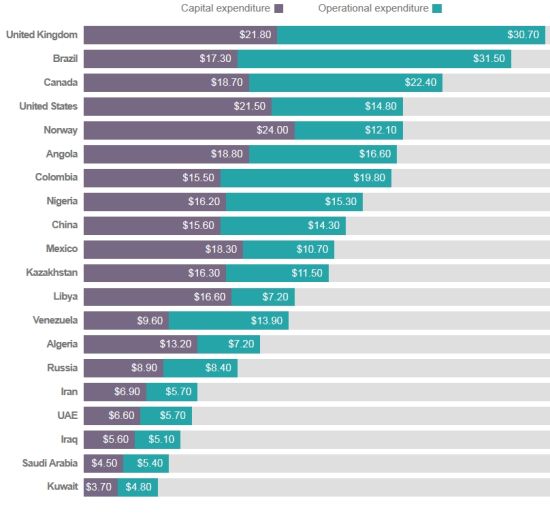 Capital expenditure Operational expenditure
United Kingdom $21.80 $30.70
Brazil $17.30 $31.50
Canada $18.70 $22.40
United States $21.50 $14.80
Norway $24.00 $12.10
Angola $18.80 $16.60
Colombia $15.50 $19.80
Nigeria $16.20 $15.30
China $15.60 $14.30
Mexico $18.30 $10.70
Kazakhstan $16.30 $11.50
Libya $16.60 $7.20
Venezuela $9.60 $13.90
Algeria $13.20 $7.20
Russia $8.90 $8.40
Iran $6.90 $5.70
UAE $6.60 $5.70
Iraq $5.60 $5.10
Saudi Arabia $4.50 $5.40
Kuwait $3.70 $4.80